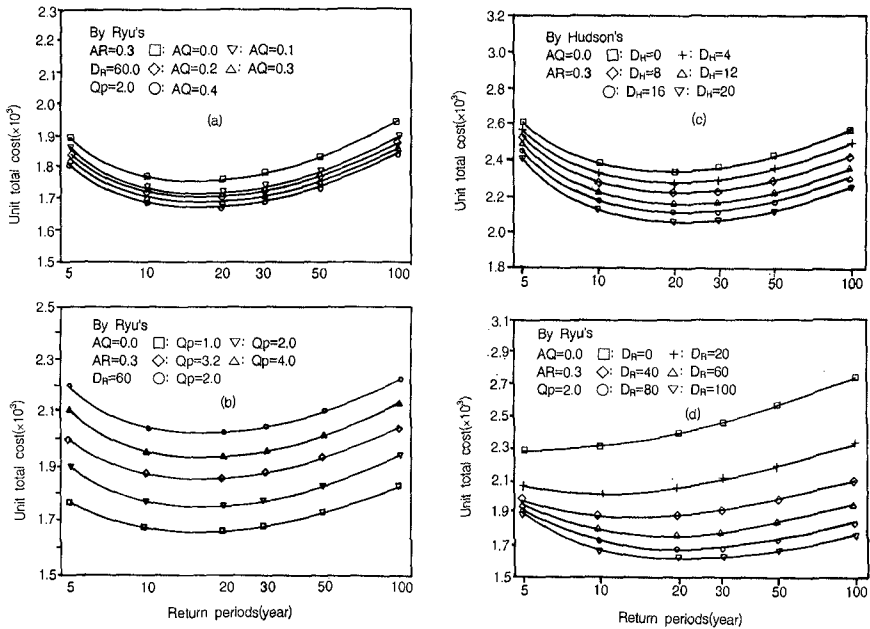 2.3
2.2
2.1
2.0
1.9
1.8
1.7
1.6
1.5
Unit total cost(×10³)
By Ryu's
AR=0.3 □: AQ=0.0 ▽: AQ=0.1
DR=60.0 ◇: AQ=0.2 △: AQ=0.3
Qp=2.0 ○: AQ=0.4
(a)
5 10 20 30 50 100
2.5
2.3
2.1
1.9
1.7
1.5
Unit total cost(×10³)
By Ryu's
AQ=0.0 □: Qp=1.0 ▽: Qp=2.0
AR=0.3 ◇: Qp=3.2 △: Qp=4.0
DR=60 ○: Qp=2.0
(b)
5 10 20 30 50 100
Return periods(year)
3.2
3.0
2.8
2.6
2.4
2.2
2.0
1.8
Unit total cost(×10³)
By Hudson's
AQ=0.0 □: DH=0 +: DH=4
AR=0.3 ◇: DH=8 △: DH=12
○: DH=16 ▽: DH=20
(c)
5 10 20 30 50 100
3.1
2.9
2.7
2.5
2.3
2.1
1.9
1.7
1.5
Unit total cost(×10³)
By Ryu's
AQ=0.0 □: DR=0 +: DR=20
AR=0.3 ◇: DR=40 △: DR=60
Qp=2.0 ○: DR=80 ▽: DR=100
(d)
5 10 20 30 50 100
Return periods(year)